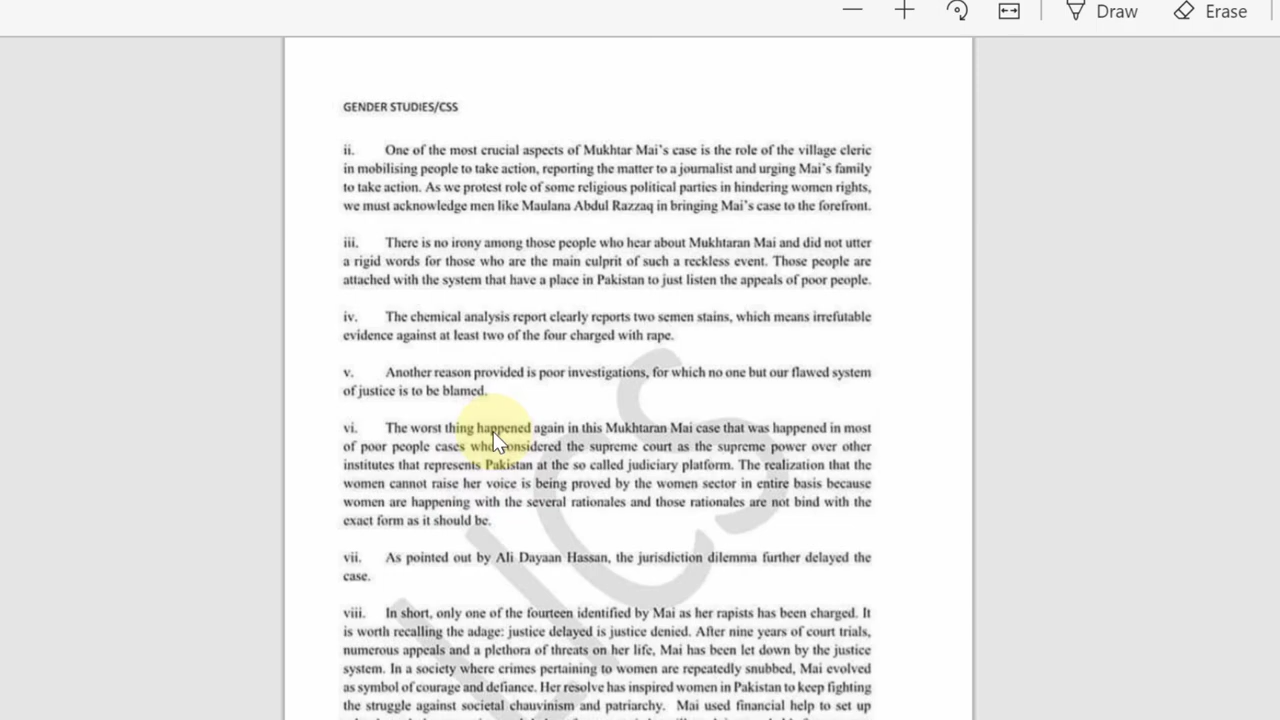 Draw
Erase
GENDER STUDIES/CSS
ii. One of the most crucial aspects of Mukhtar Mai's case is the role of the village cleric
in mobilising people to take action, reporting the matter to a journalist and urging Mai's family
to take action. As we protest role of some religious political parties in hindering women rights,
we must acknowledge men like Maulana Abdul Razzaq in bringing Mai's case to the forefront.
iii. There is no irony among those people who hear about Mukhtaran Mai and did not utter
a rigid words for those who are the main culprit of such a reckless event. Those people are
attached with the system that have a place in Pakistan to just listen the appeals of poor people.
iv. The chemical analysis report clearly reports two semen stains, which means irrefutable
evidence against at least two of the four charged with rape.
v. Another reason provided is poor investigations, for which no one but our flawed system
of justice is to be blamed.
vi. The worst thing happened again in this Mukhtaran Mai case that was happened in most
of poor people cases who considered the supreme court as the supreme power over other
institutes that represents Pakistan at the so called judiciary platform. The realization that the
women cannot raise her voice is being proved by the women sector in entire basis because
women are happening with the several rationales and those rationales are not bind with the
exact form as it should be.
vii. As pointed out by Ali Dayaan Hassan, the jurisdiction dilemma further delayed the
case.
viii. In short, only one of the fourteen identified by Mai as her rapists has been charged. It
is worth recalling the adage: justice delayed is justice denied. After nine years of court trials,
numerous appeals and a plethora of threats on her life, Mai has been let down by the justice
system. In a society where crimes pertaining to women are repeatedly snubbed, Mai evolved
as symbol of courage and defiance. Her resolve has inspired women in Pakistan to keep fighting
the struggle against societal chauvinism and patriarchy. Mai used financial help to set up